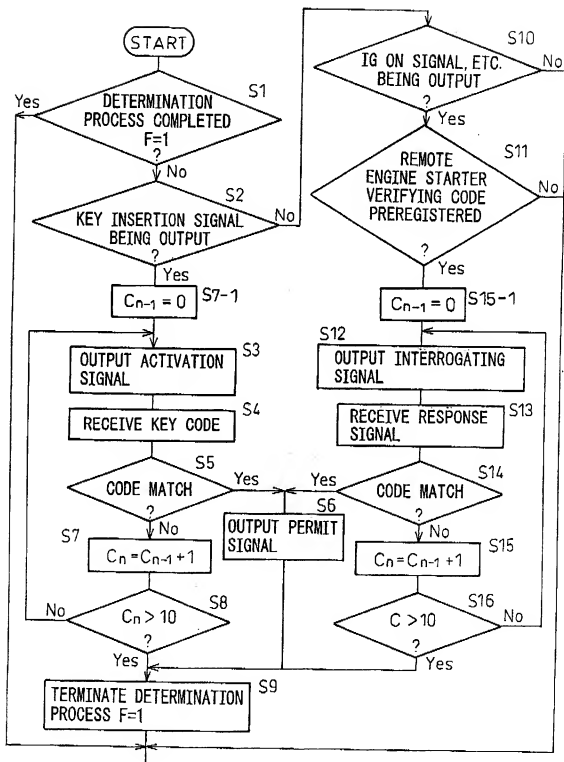 START
S1
Yes
DETERMINATION
PROCESS COMPLETED
F=1
?
No
S2
KEY INSERTION SIGNAL
BEING OUTPUT
?
No
Yes
Cn-1 = 0
S7-1
OUTPUT ACTIVATION
SIGNAL
S3
RECEIVE KEY CODE
S4
S5
CODE MATCH
?
Yes
No
S7
Cn = Cn-1 + 1
S8
Cn > 10
?
No
Yes
TERMINATE DETERMINATION
PROCESS F=1
S9
OUTPUT PERMIT
SIGNAL
S6
S10
IG ON SIGNAL, ETC.
BEING OUTPUT
?
No
Yes
S11
REMOTE
ENGINE STARTER
VERIFYING CODE
PREREGISTERED
?
No
Yes
Cn-1 = 0
S15-1
S12
OUTPUT INTERROGATING
SIGNAL
RECEIVE RESPONSE
SIGNAL
S13
S14
Yes
CODE MATCH
?
No
Cn = Cn-1 + 1
S15
S16
C > 10
?
No
Yes